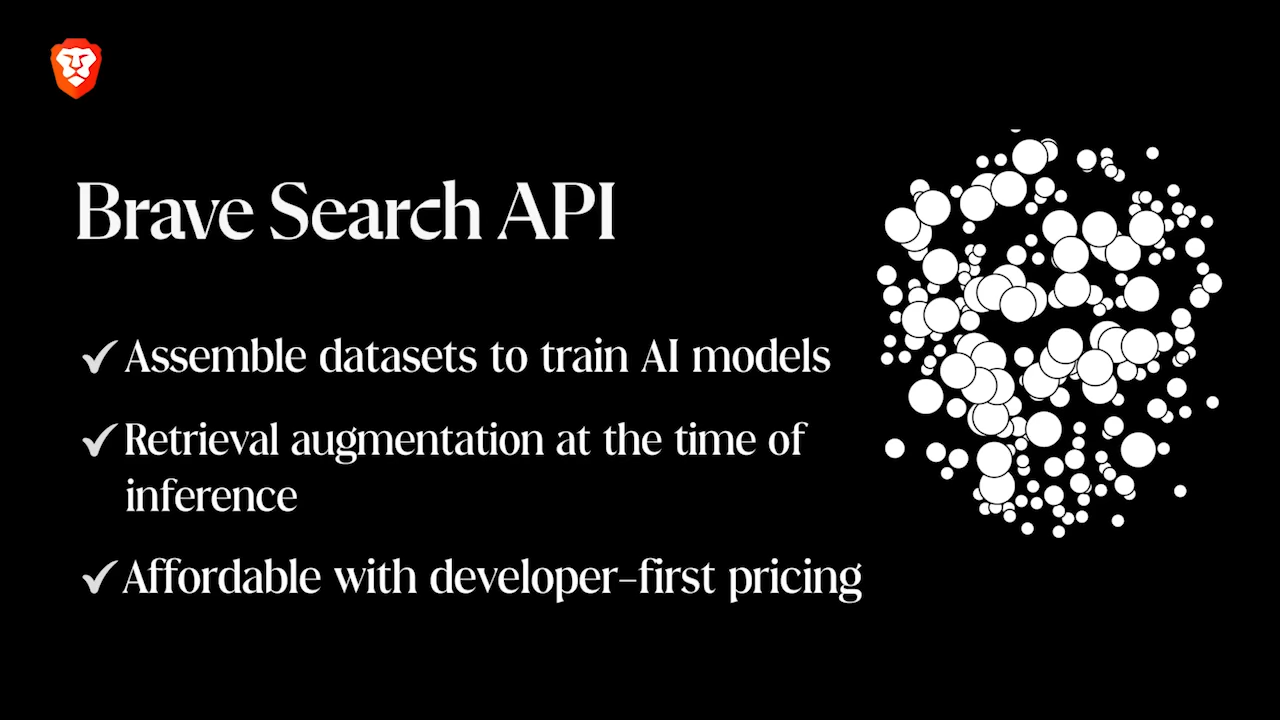 Brave Search API
✓Assemble datasets to train AI models
✓Retrieval augmentation at the time of
inference
✓Affordable with developer-first pricing